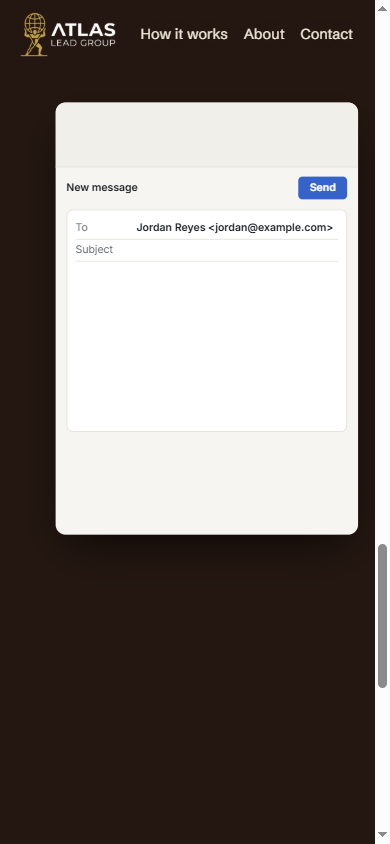 ATLAS
LEAD GROUP
How it works About Contact
New message Send
To Jordan Reyes <jordan@example.com>
Subject